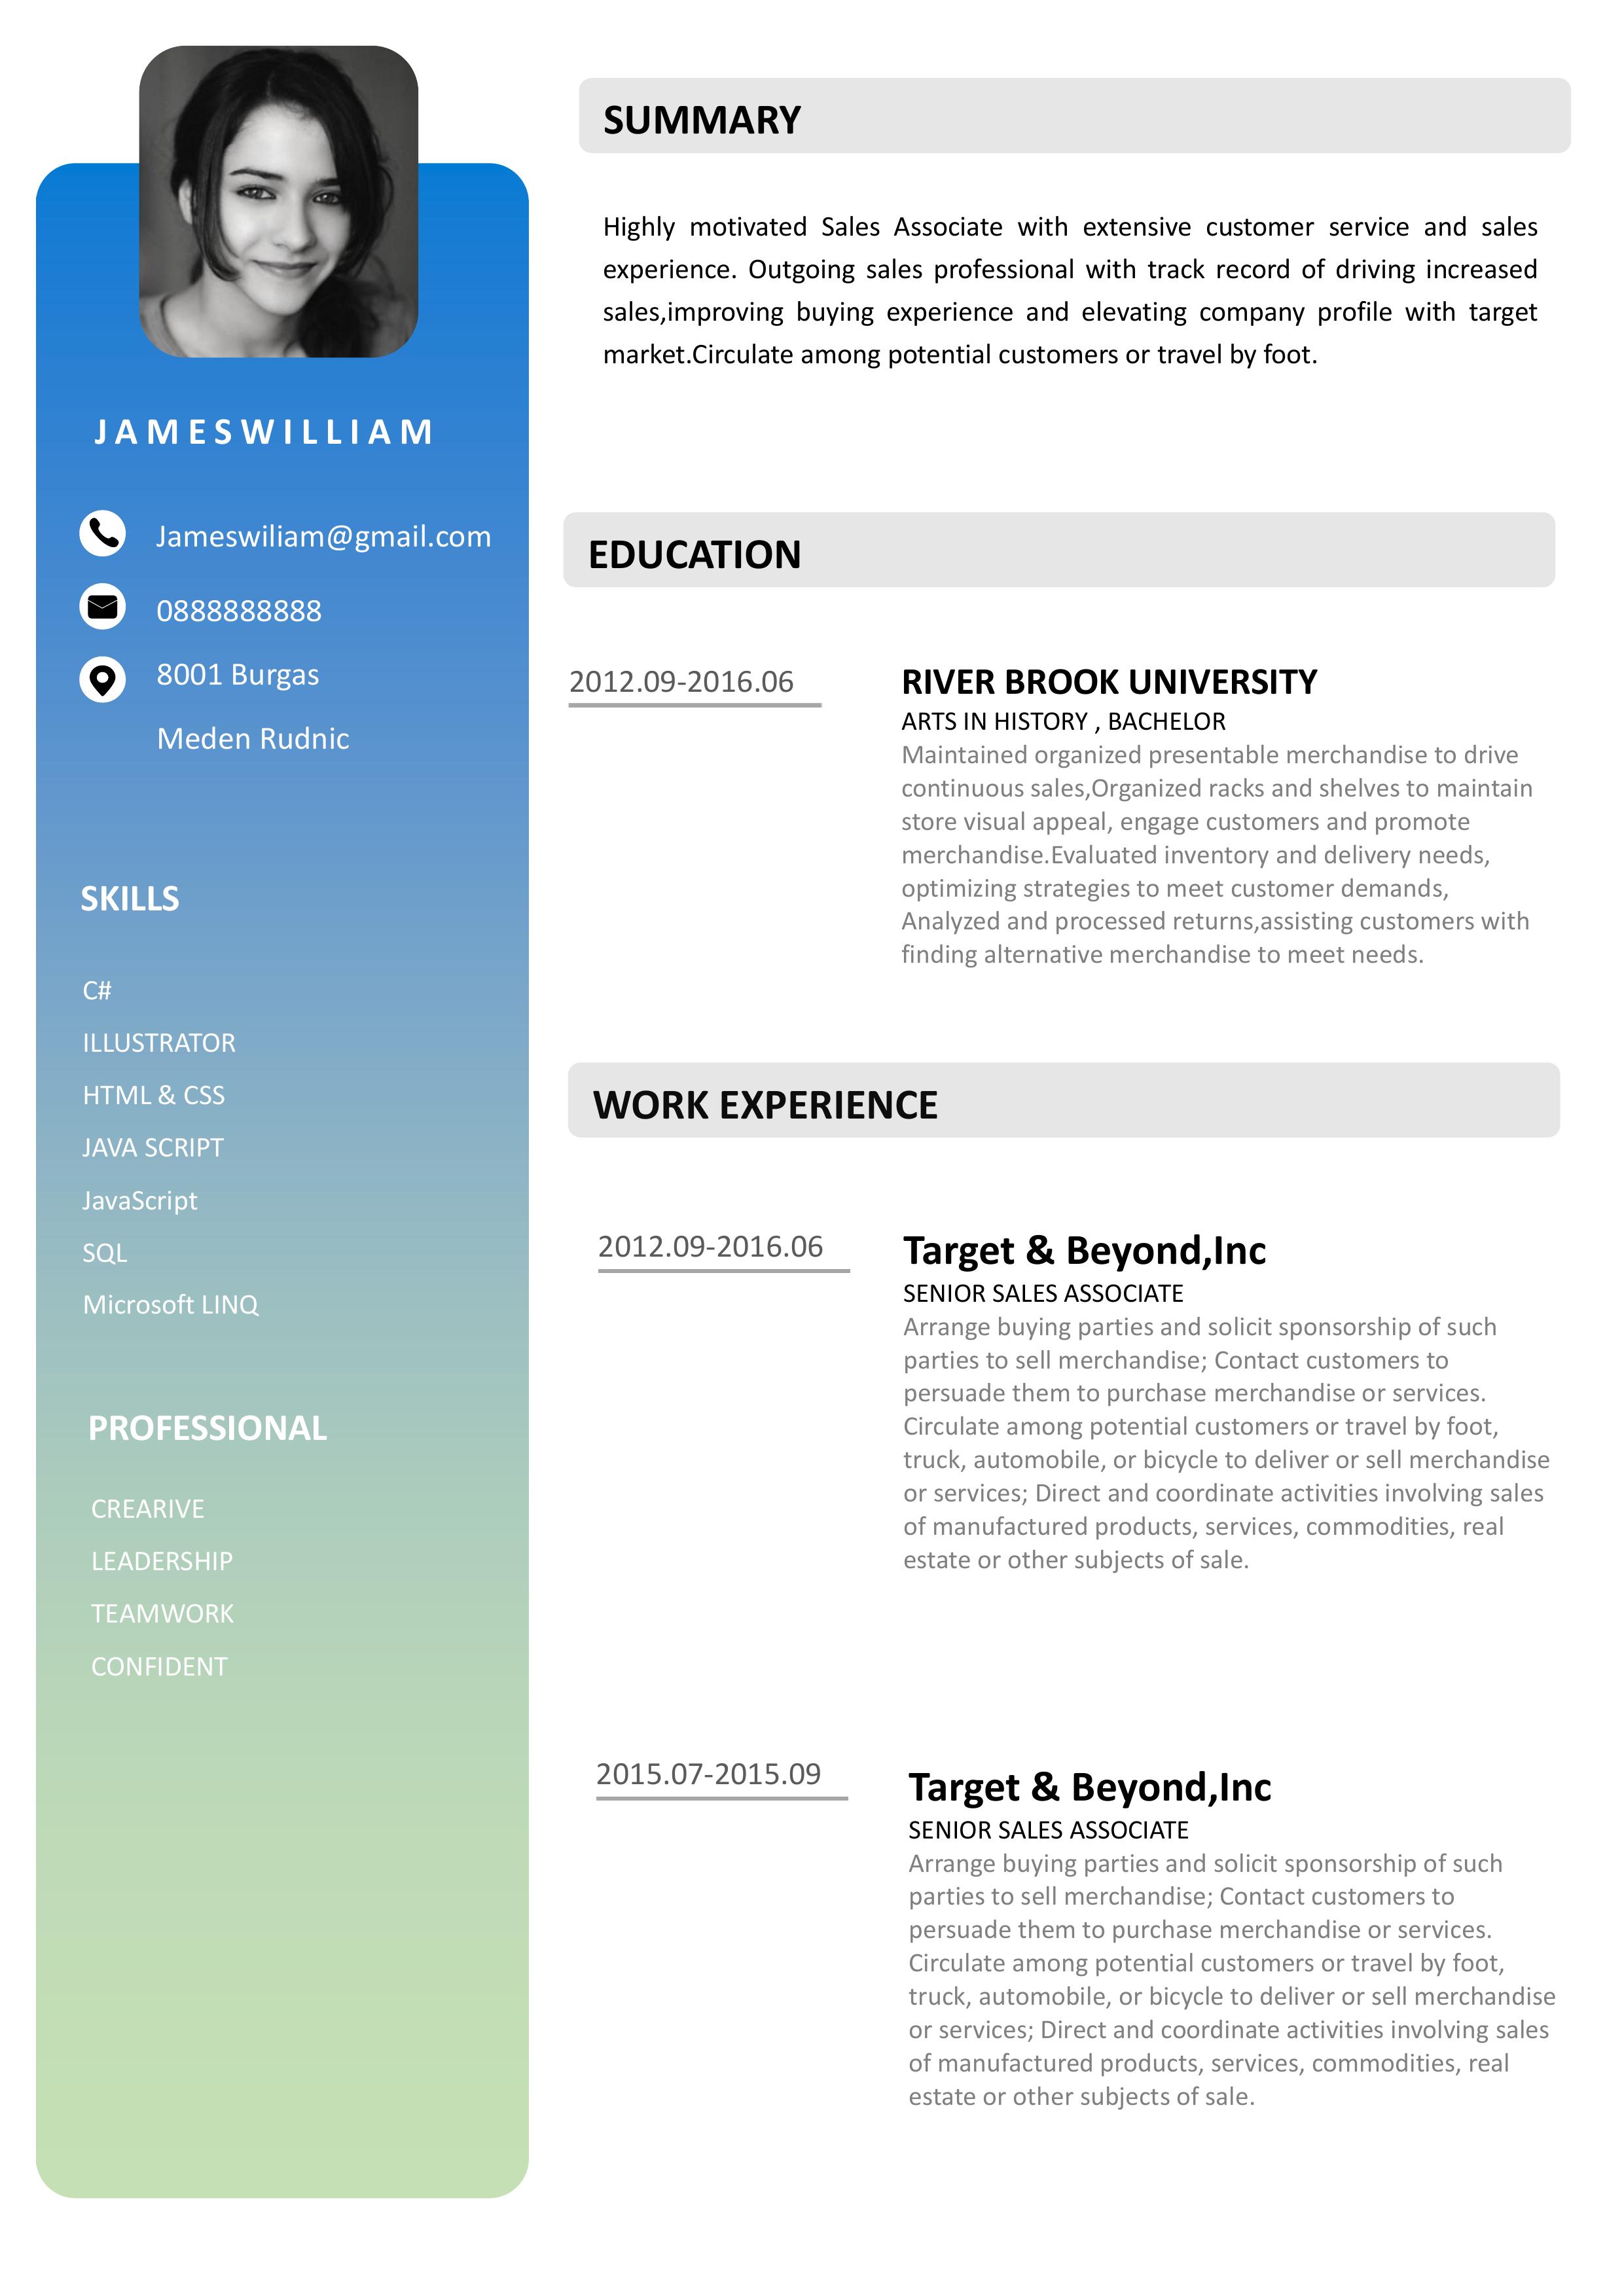 JAMESWILLIAM
Jameswiliam@gmail.com
0888888888
8001 Burgas
Meden Rudnic
SKILLS
C#
ILLUSTRATOR
HTML & CSS
JAVA SCRIPT
JavaScript
SQL
Microsoft LINQ
PROFESSIONAL
CREARIVE
LEADERSHIP
TEAMWORK
CONFIDENT
SUMMARY
Highly motivated Sales Associate with extensive customer service and sales
experience. Outgoing sales professional with track record of driving increased
sales,improving buying experience and elevating company profile with target
market.Circulate among potential customers or travel by foot.
EDUCATION
2012.09-2016.06
RIVER BROOK UNIVERSITY
ARTS IN HISTORY , BACHELOR
Maintained organized presentable merchandise to drive
continuous sales,Organized racks and shelves to maintain
store visual appeal, engage customers and promote
merchandise.Evaluated inventory and delivery needs,
optimizing strategies to meet customer demands,
Analyzed and processed returns,assisting customers with
finding alternative merchandise to meet needs.
WORK EXPERIENCE
2012.09-2016.06
Target & Beyond,Inc
SENIOR SALES ASSOCIATE
Arrange buying parties and solicit sponsorship of such
parties to sell merchandise; Contact customers to
persuade them to purchase merchandise or services.
Circulate among potential customers or travel by foot,
truck, automobile, or bicycle to deliver or sell merchandise
or services; Direct and coordinate activities involving sales
of manufactured products, services, commodities, real
estate or other subjects of sale.
2015.07-2015.09
Target & Beyond,Inc
SENIOR SALES ASSOCIATE
Arrange buying parties and solicit sponsorship of such
parties to sell merchandise; Contact customers to
persuade them to purchase merchandise or services.
Circulate among potential customers or travel by foot,
truck, automobile, or bicycle to deliver or sell merchandise
or services; Direct and coordinate activities involving sales
of manufactured products, services, commodities, real
estate or other subjects of sale.